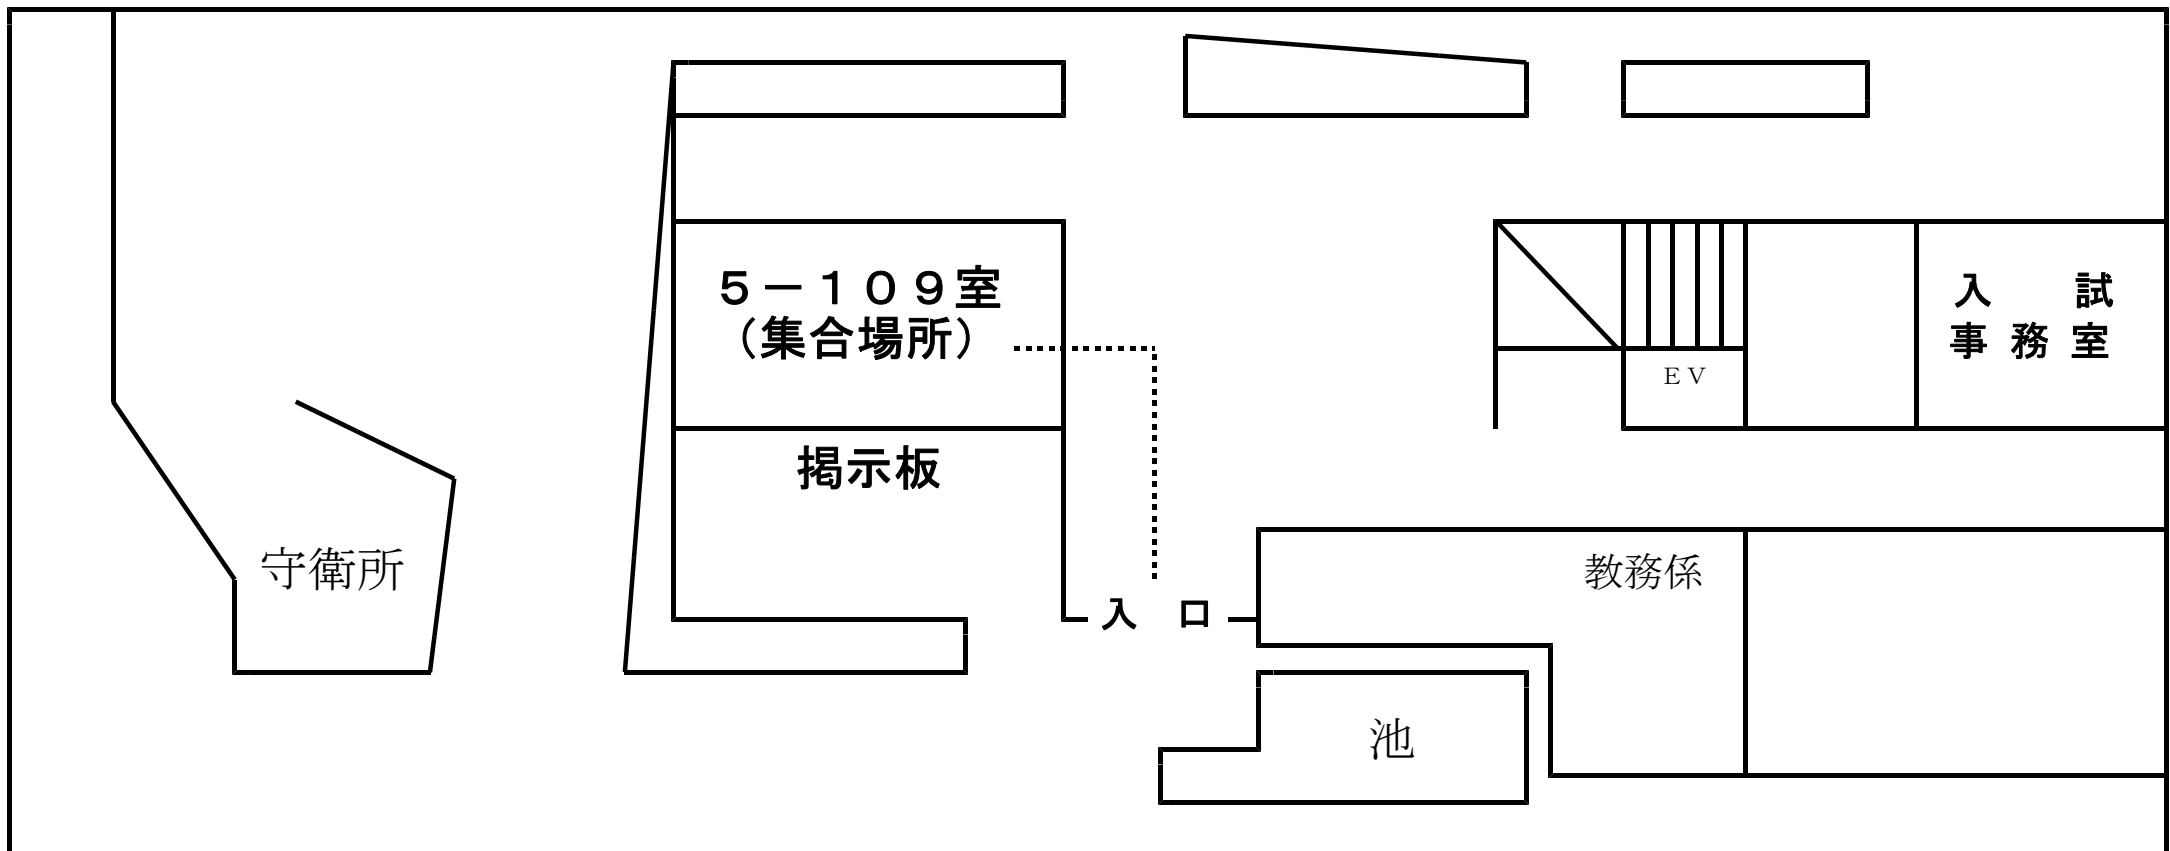 ５－１０９室
（集合場所）
掲示板
守衛所
入　口
ＥＶ
入　　試
事 務 室
教務係
池